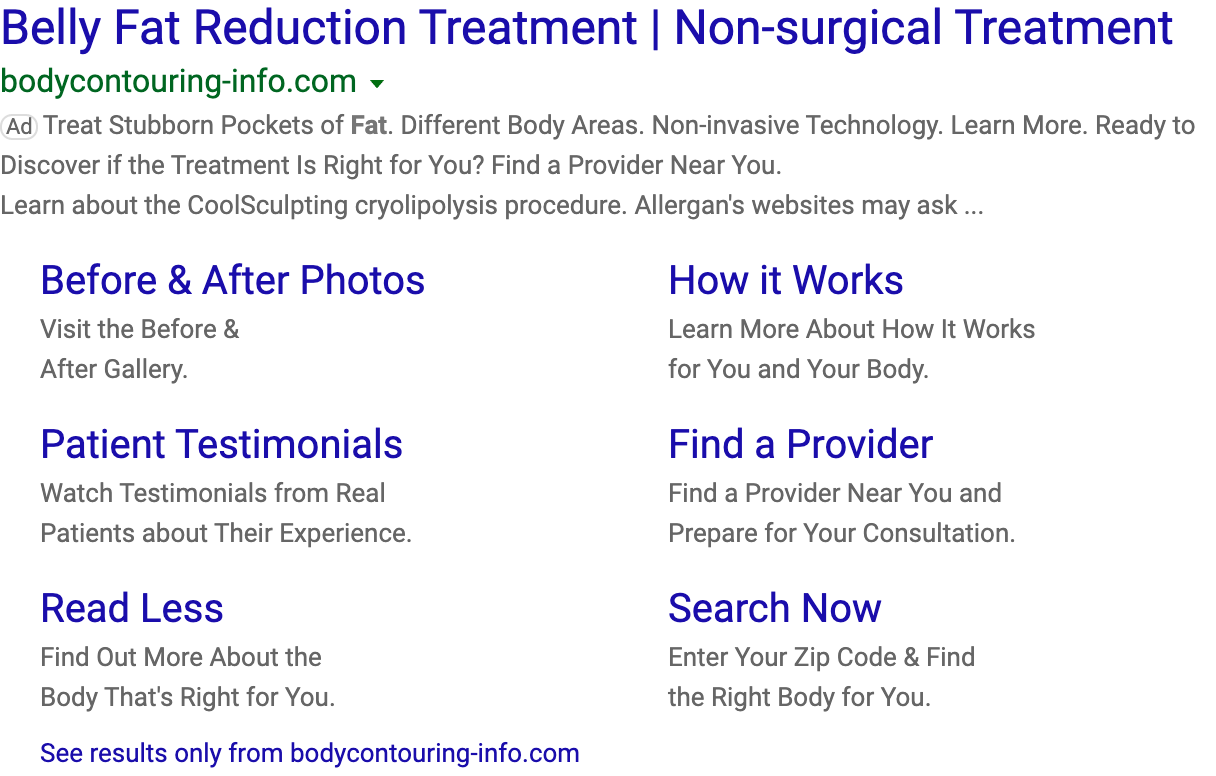 Belly Fat Reduction Treatment | Non-surgical Treatment
bodycontouring-info.com
Ad Treat Stubborn Pockets of Fat. Different Body Areas. Non-invasive Technology. Learn More. Ready to
Discover if the Treatment Is Right for You? Find a Provider Near You.
Learn about the CoolSculpting cryolipolysis procedure. Allergan's websites may ask ...
Before & After Photos
Visit the Before &
After Gallery.
How it Works
Learn More About How It Works
for You and Your Body.
Patient Testimonials
Watch Testimonials from Real
Patients about Their Experience.
Find a Provider
Find a Provider Near You and
Prepare for Your Consultation.
Read Less
Find Out More About the
Body That's Right for You.
Search Now
Enter Your Zip Code & Find
the Right Body for You.
See results only from bodycontouring-info.com